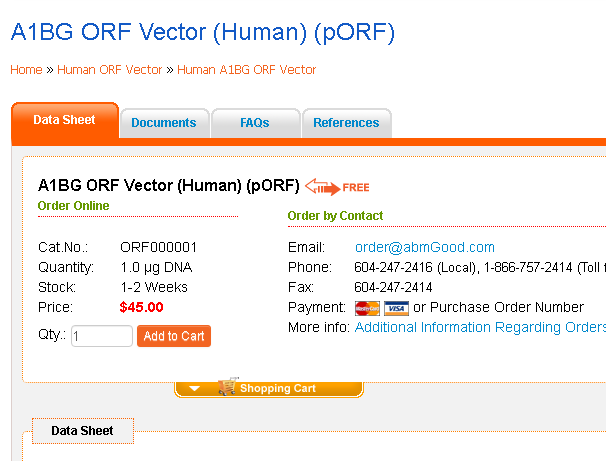 A1BG ORF Vector (Human) (pORF)
Home » Human ORF Vector » Human A1BG ORF Vector
Data Sheet
Documents
FAQs
References
A1BG ORF Vector (Human) (pORF) FREE
Order Online
Order by Contact
Cat.No.: ORF000001
Email: order@abmGood.com
Quantity: 1.0 µg DNA
Phone: 604-247-2416 (Local), 1-866-757-2414 (Toll f
Stock: 1-2 Weeks
Fax: 604-247-2414
Price: $45.00
Payment: MasterCard VISA or Purchase Order Number
Qty.: 1 Add to Cart
More info: Additional Information Regarding Orders
Shopping Cart
Data Sheet